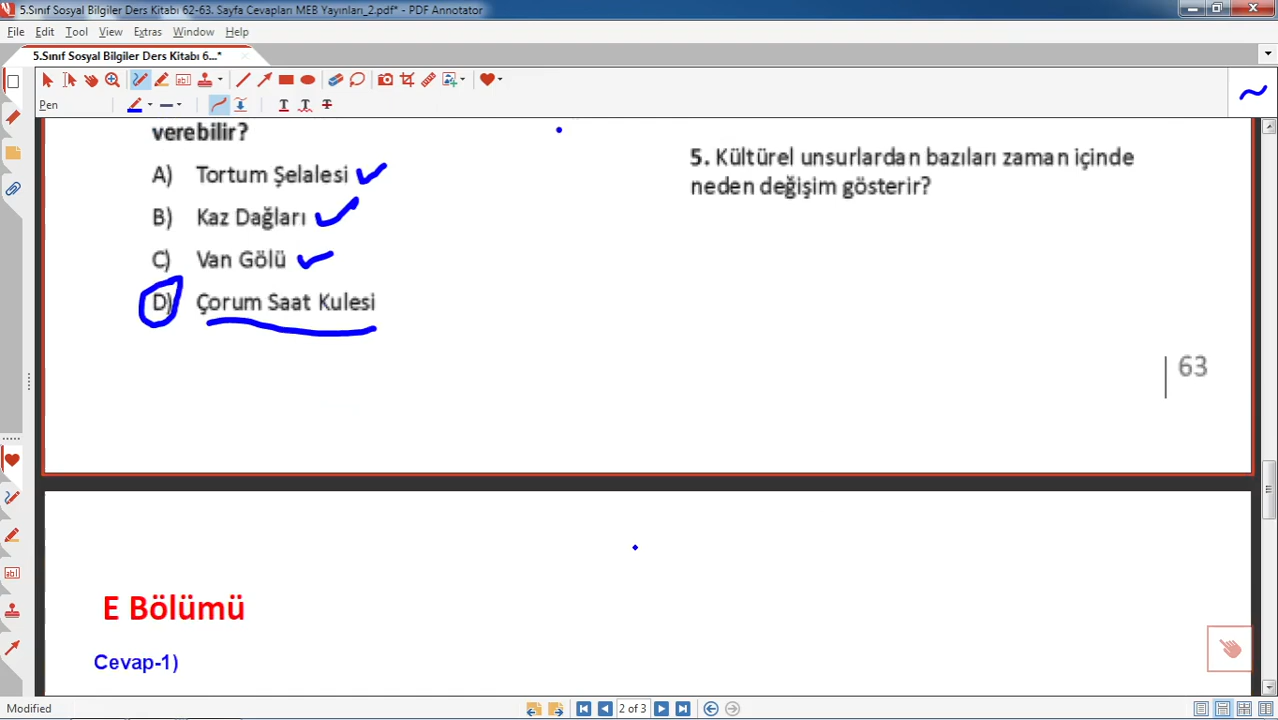 5.Sınıf Sosyal Bilgiler Ders Kitabı 62-63. Sayfa Cevapları MEB Yayınları_2.pdf* - PDF Annotator
File Edit Tool View Extras Window Help
5.Sınıf Sosyal Bilgiler Ders Kitabı 6...*
Pen
verebilir?
A) Tortum Şelalesi
B) Kaz Dağları
C) Van Gölü
D) Çorum Saat Kulesi
5. Kültürel unsurlardan bazıları zaman içinde
neden değişim gösterir?
63
E Bölümü
Cevap-1)
Modified
2 of 3